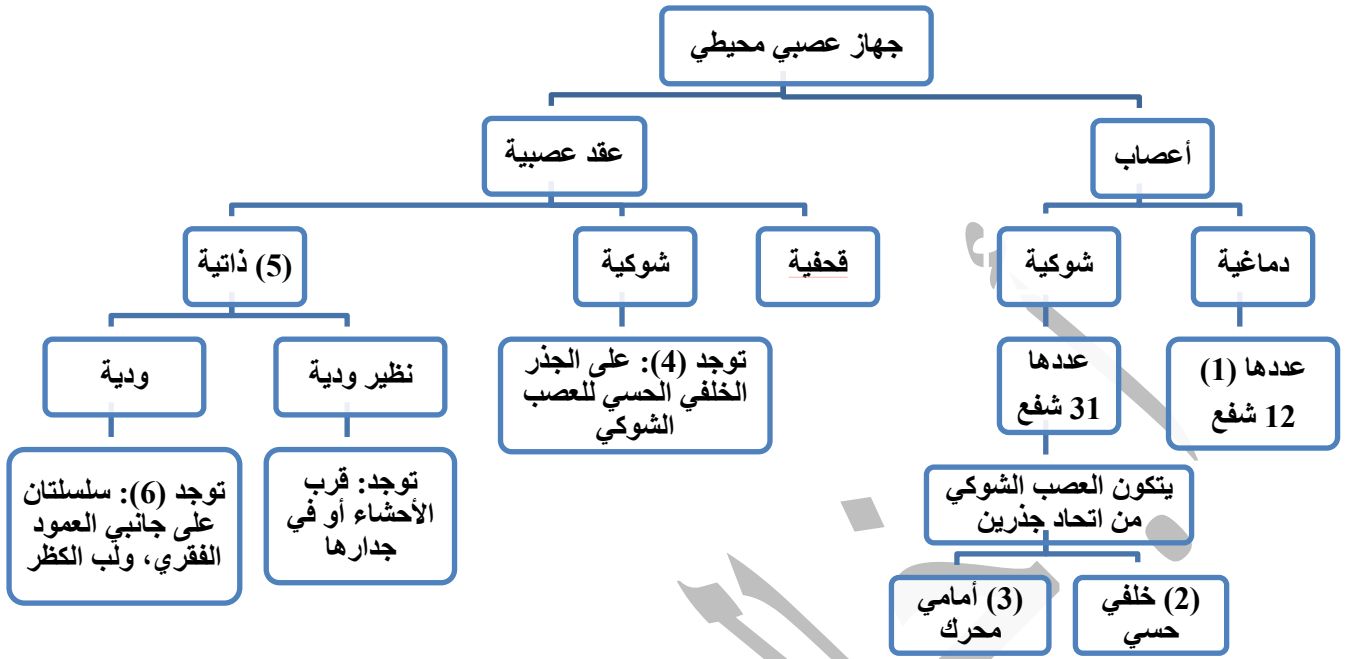 جهاز عصبي محيطي
أعصاب
عقد عصبية
دماغية
شوكية
قحفية
شوكية
(5) ذاتية
عددها (1)
12 شفع
عددها
31 شفع
توجد (4): على الجذر
الخلفي الحسي للعصب
الشوكي
نظير ودية
ودية
يتكون العصب الشوكي
من اتحاد جذرين
توجد: قرب
الأحشاء أو في
جدارها
توجد (6): سلسلتان
على جانبي العمود
الفقري، ولب الكظر
(2) خلفي
حسي
(3) أمامي
محرك